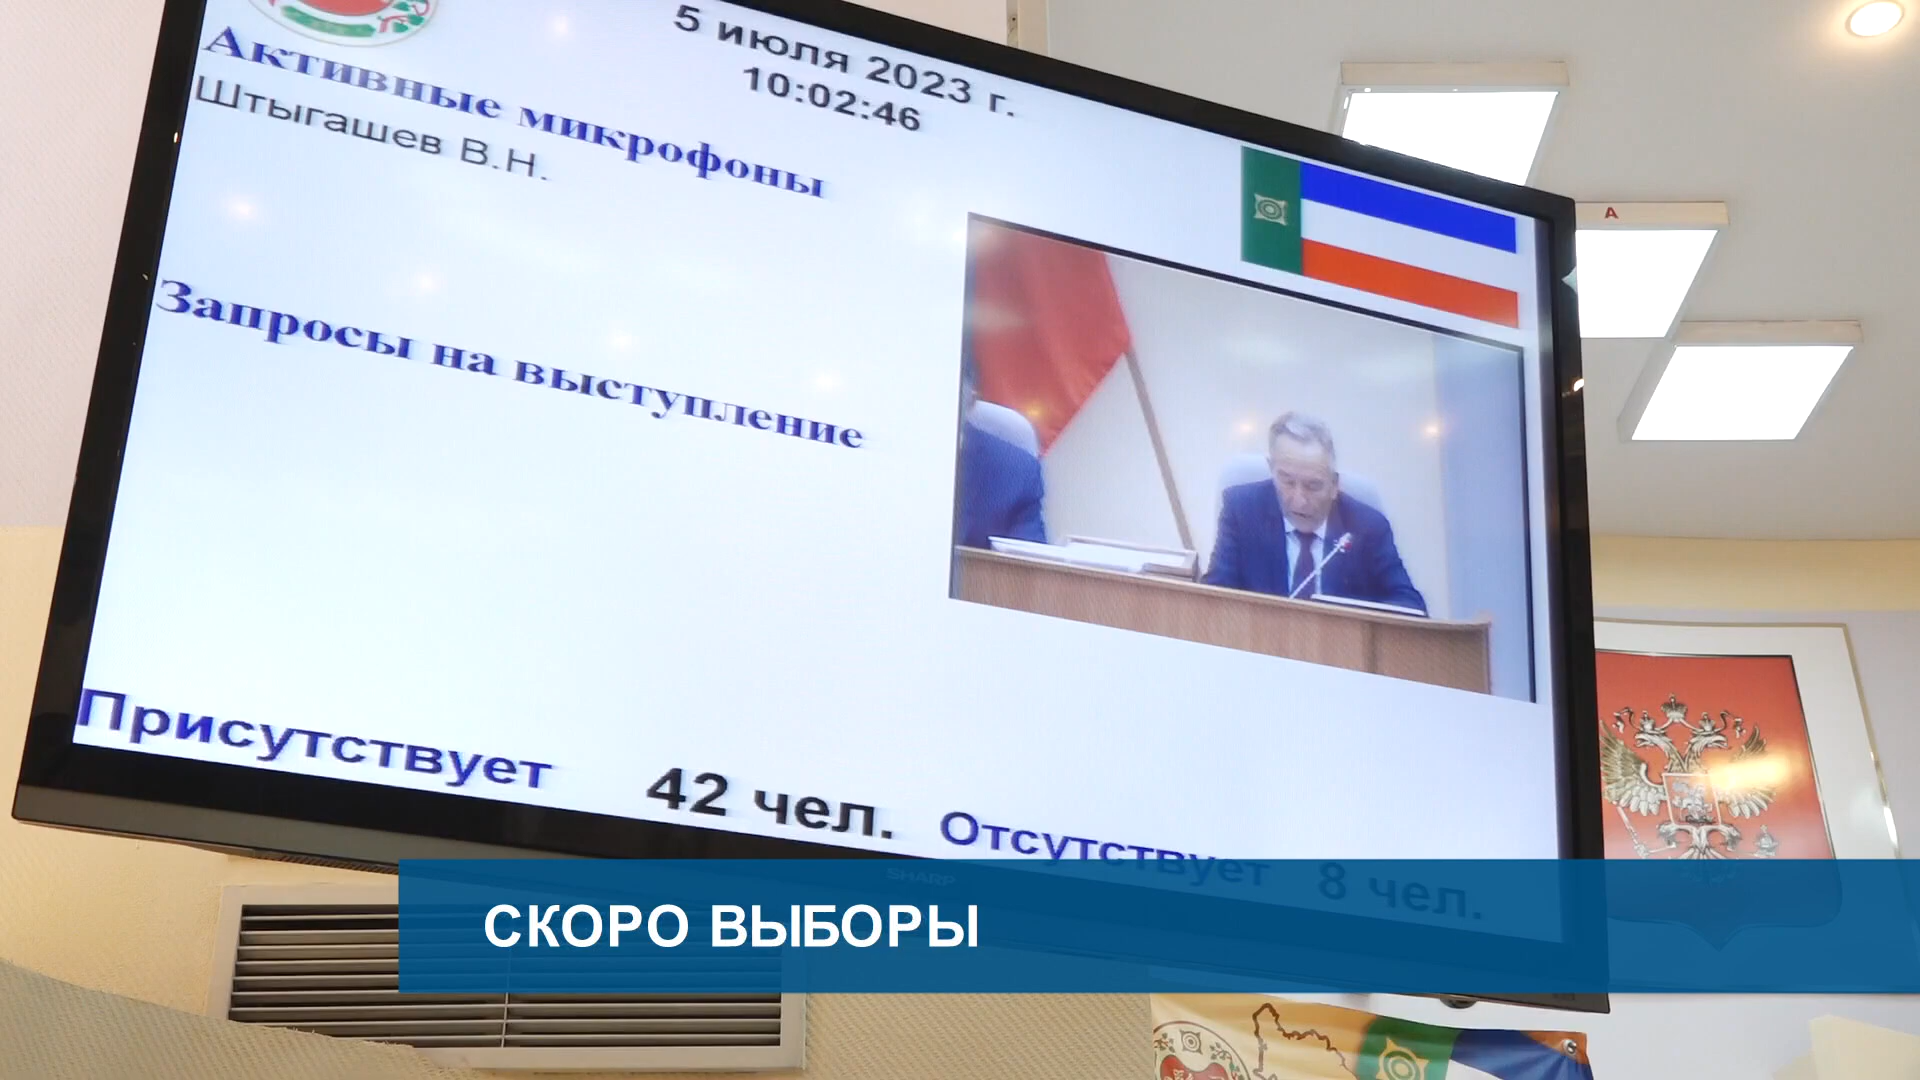 5 июля 2023 г.
10:02:46
Активные микрофоны
Штыгашев В.Н.
Запросы на выступление
Присутствует 42 чел. Отсутствует 8 чел.
SHARP
СКОРО ВЫБОРЫ
A